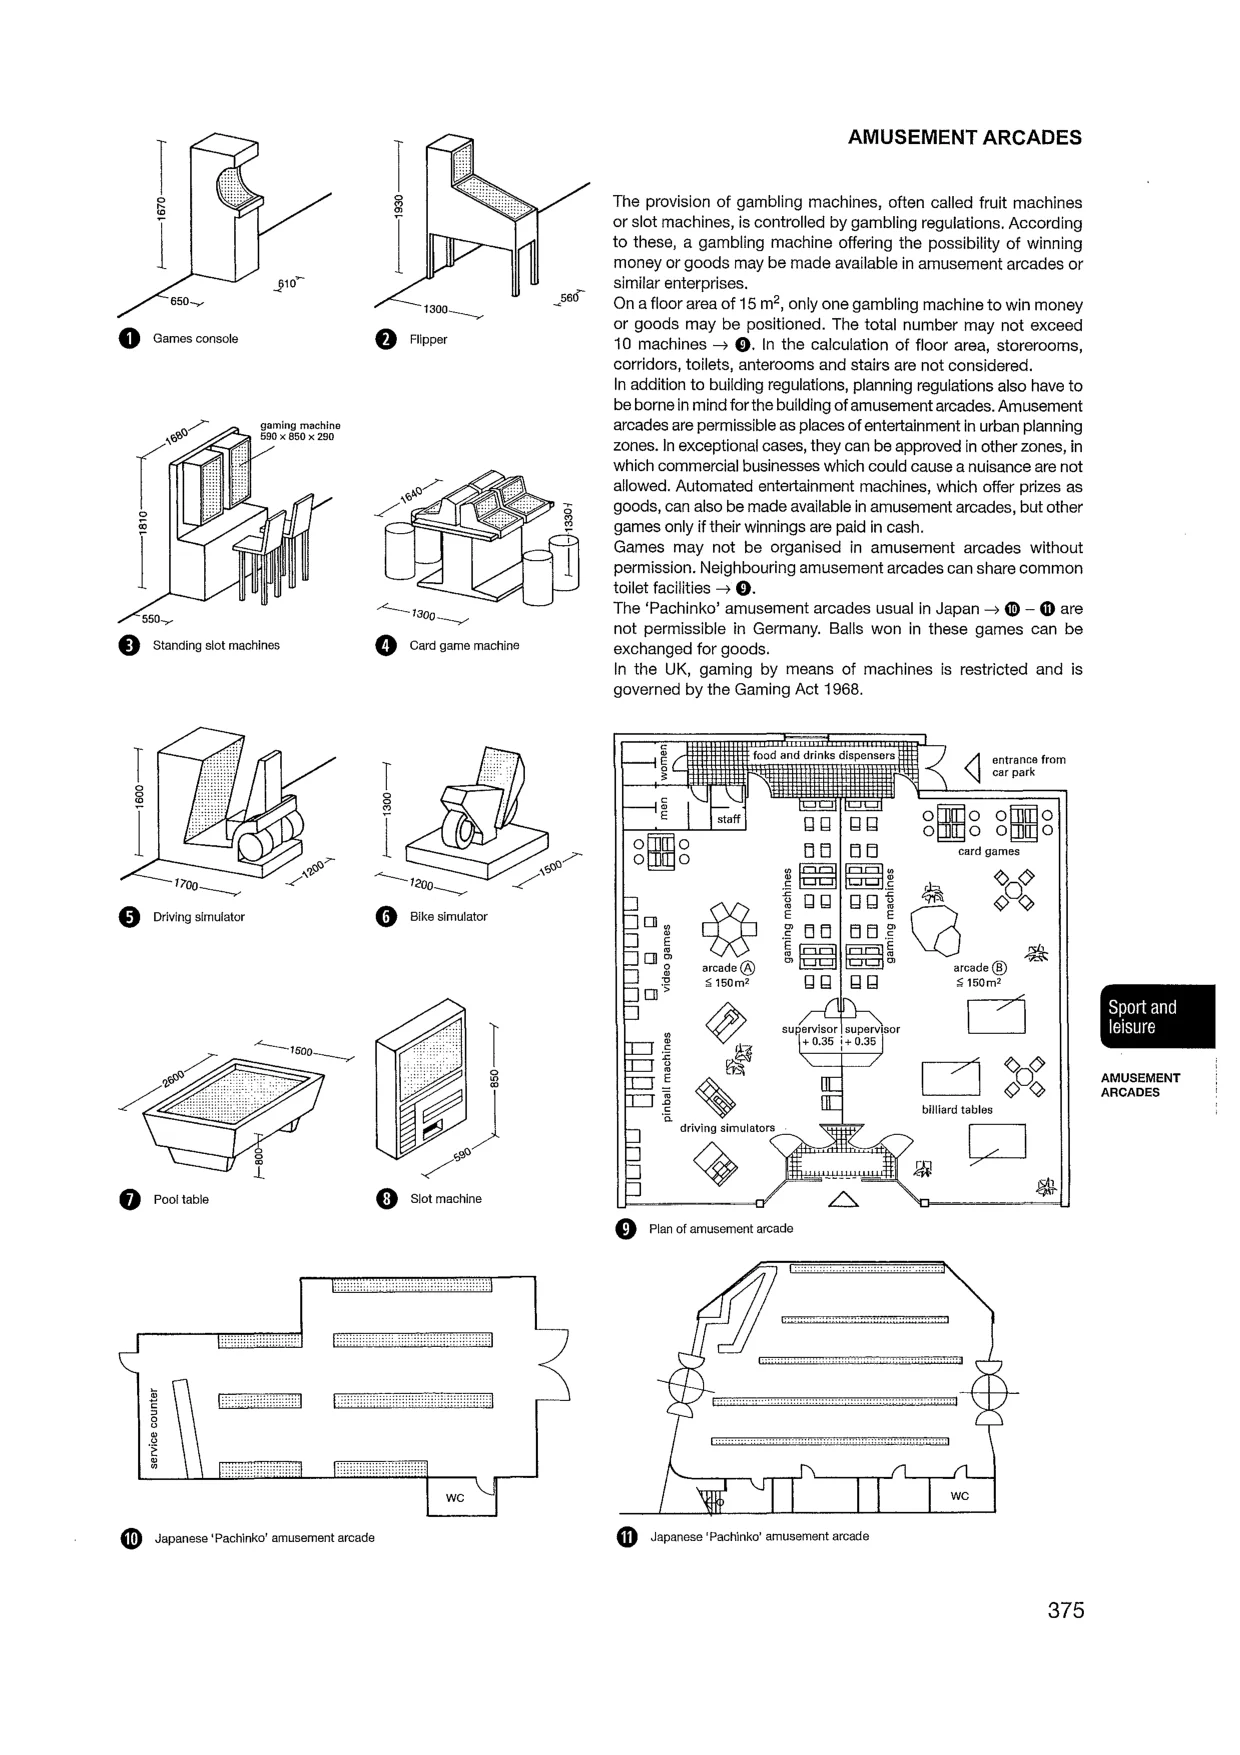 AMUSEMENT ARCADES
1670
650
610
1 Games console
1930
1300
560
2 Flipper
The provision of gambling machines, often called fruit machines
or slot machines, is controlled by gambling regulations. According
to these, a gambling machine offering the possibility of winning
money or goods may be made available in amusement arcades or
similar enterprises.
On a floor area of 15 m², only one gambling machine to win money
or goods may be positioned. The total number may not exceed
10 machines → 9. In the calculation of floor area, storerooms,
corridors, toilets, anterooms and stairs are not considered.
In addition to building regulations, planning regulations also have to
be borne in mind for the building of amusement arcades. Amusement
arcades are permissible as places of entertainment in urban planning
zones. In exceptional cases, they can be approved in other zones, in
which commercial businesses which could cause a nuisance are not
allowed. Automated entertainment machines, which offer prizes as
goods, can also be made available in amusement arcades, but other
games only if their winnings are paid in cash.
Games may not be organised in amusement arcades without
permission. Neighbouring amusement arcades can share common
toilet facilities → 9.
The ‘Pachinko’ amusement arcades usual in Japan → 10 – 11 are
not permissible in Germany. Balls won in these games can be
exchanged for goods.
In the UK, gaming by means of machines is restricted and is
governed by the Gaming Act 1968.
1680
gaming machine
590 x 850 x 290
1810
550
3 Standing slot machines
1640
1330
1300
4 Card game machine
1600
1700
1200
5 Driving simulator
1300
1200
1500
6 Bike simulator
2600
1500
800
7 Pool table
850
590
8 Slot machine
women
men
food and drinks dispensers
entrance from
car park
staff
card games
gaming machines
gaming machines
video games
arcade A
≦ 150 m²
arcade B
≦ 150 m²
supervisor
+ 0.35
supervisor
+ 0.35
pinball machines
driving simulators
billiard tables
9 Plan of amusement arcade
Sport and
leisure
AMUSEMENT
ARCADES
service counter
WC
10 Japanese ‘Pachinko’ amusement arcade
WC
11 Japanese ‘Pachinko’ amusement arcade
375